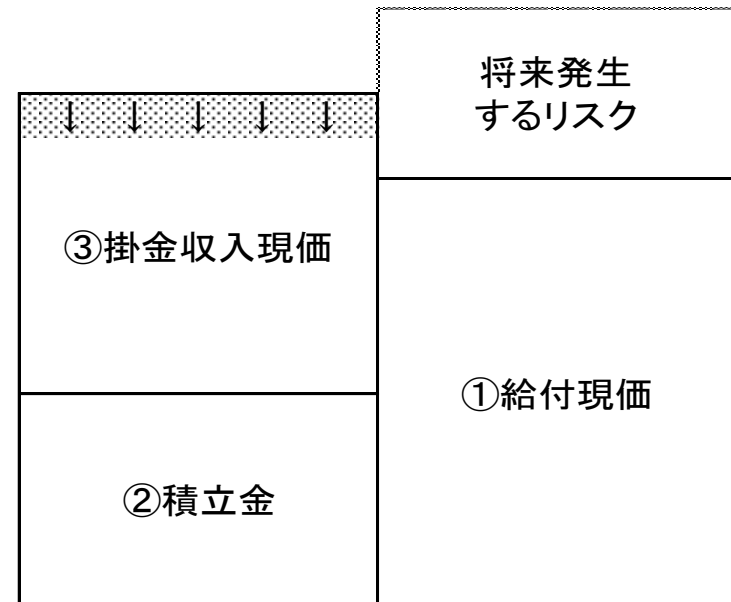 将来発生
するリスク
↓ ↓ ↓ ↓ ↓
③掛金収入現価
①給付現価
②積立金